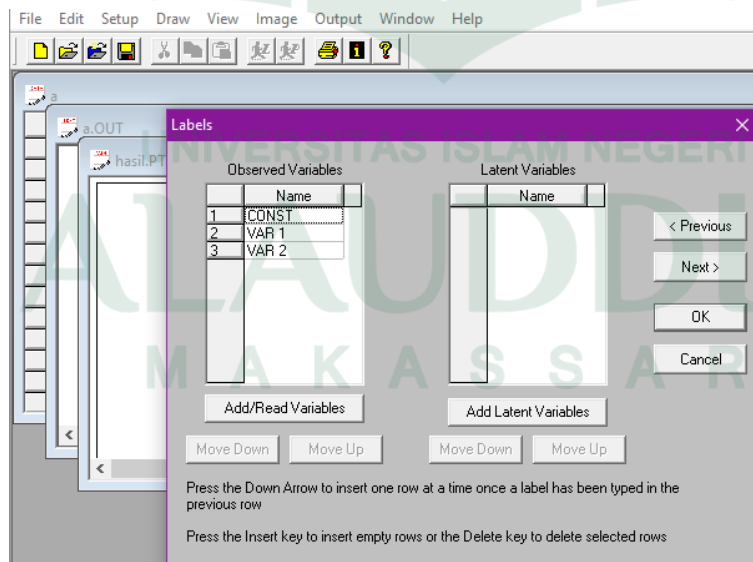 File Edit Setup Draw View Image Output Window Help
a
a.OUT
hasil.PT
Labels
UNIVERSITAS ISLAM NEGERI
ALAUDDI
MAKASSAR
Observed Variables
Name
1 CONST
2 VAR 1
3 VAR 2
Add/Read Variables
Move Down Move Up
Latent Variables
Name
Add Latent Variables
Move Down Move Up
< Previous
Next >
OK
Cancel
Press the Down Arrow to insert one row at a time once a label has been typed in the
previous row
Press the Insert key to insert empty rows or the Delete key to delete selected rows